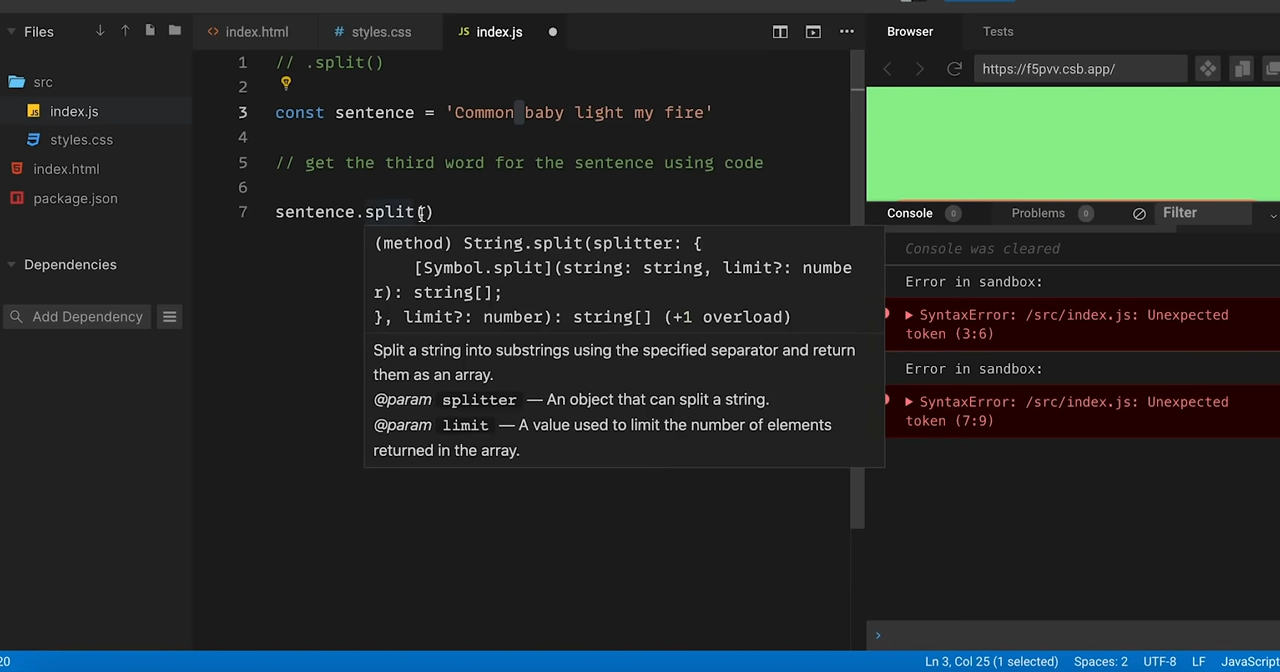 Files
index.html
styles.css
JS index.js
Browser
Tests
src
index.js
styles.css
index.html
package.json
Dependencies
Add Dependency
1 // .split()
2
3 const sentence = 'Common baby light my fire'
4
5 // get the third word for the sentence using code
6
7 sentence.split()
(method) String.split(splitter: {
[Symbol.split](string: string, limit?: numbe
r): string[];
}, limit?: number): string[] (+1 overload)
Split a string into substrings using the specified separator and return
them as an array.
@param splitter — An object that can split a string.
@param limit — A value used to limit the number of elements
returned in the array.
https://f5pvv.csb.app/
Console 0 Problems 0 Filter
Console was cleared
Error in sandbox:
SyntaxError: /src/index.js: Unexpected
token (3:6)
Error in sandbox:
SyntaxError: /src/index.js: Unexpected
token (7:9)
20
Ln 3, Col 25 (1 selected) Spaces: 2 UTF-8 LF JavaScript